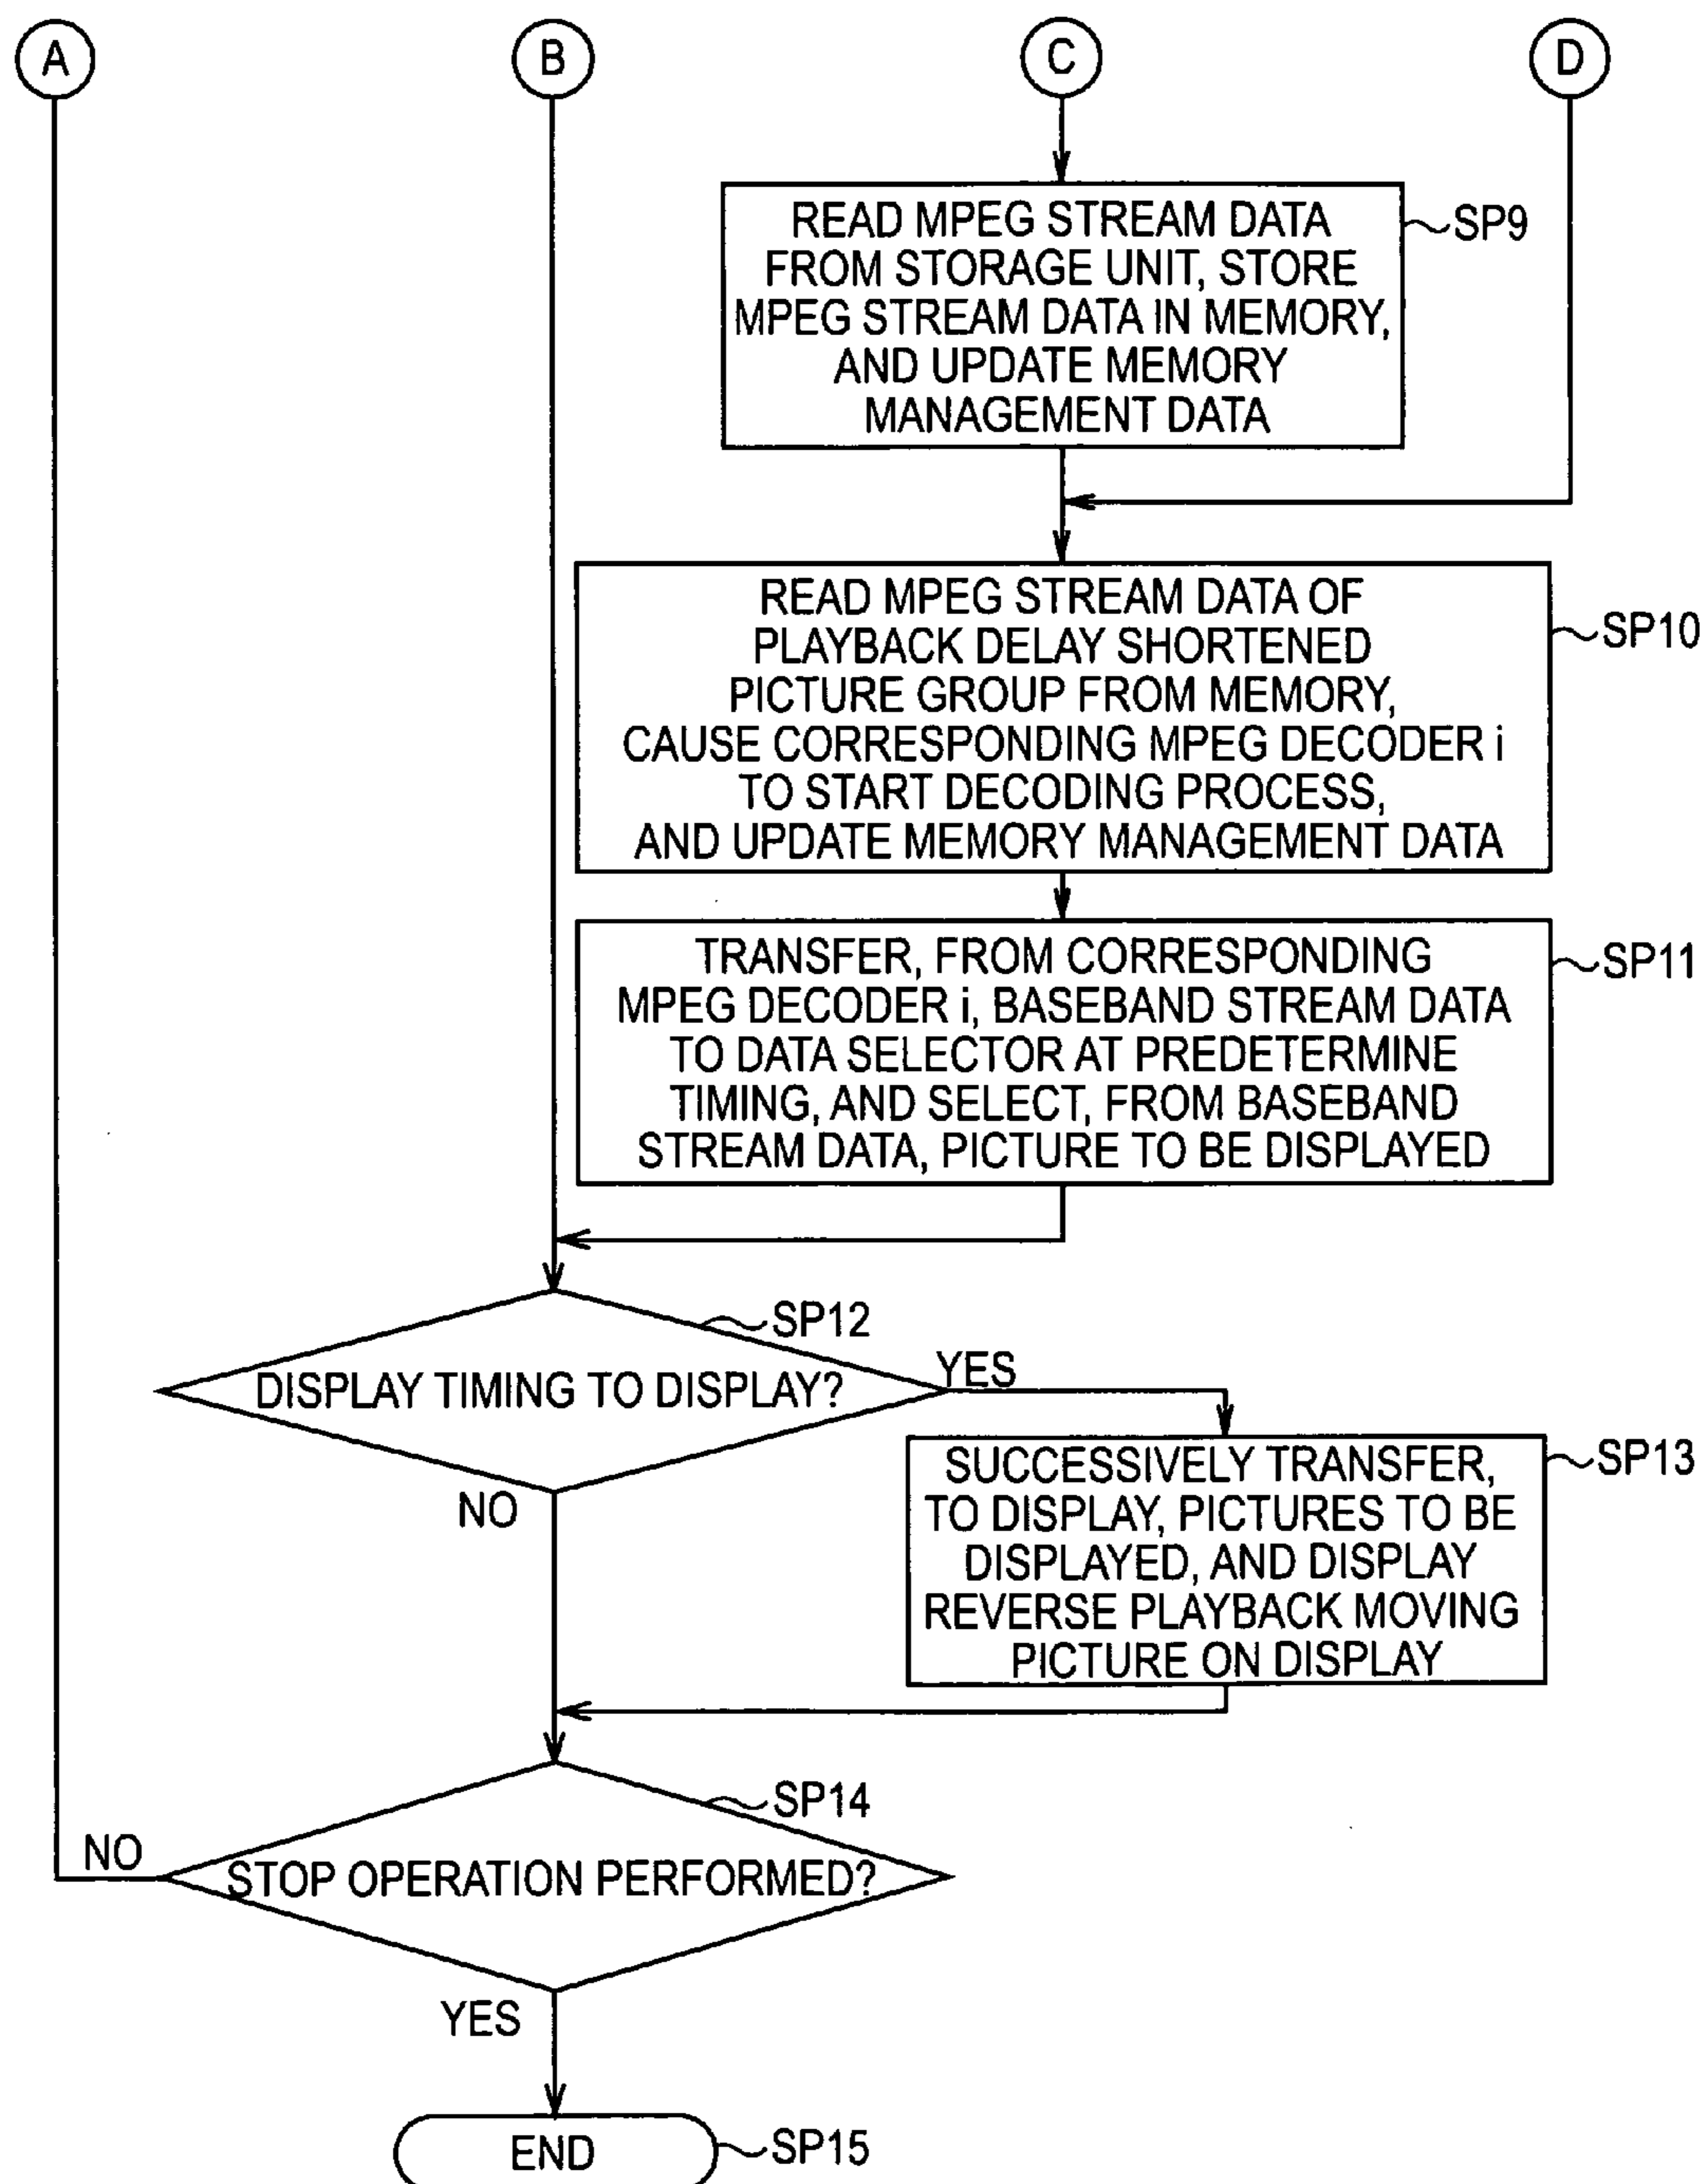 A
B
C
D
READ MPEG STREAM DATA
FROM STORAGE UNIT, STORE
MPEG STREAM DATA IN MEMORY,
AND UPDATE MEMORY
MANAGEMENT DATA
SP9
READ MPEG STREAM DATA OF
PLAYBACK DELAY SHORTENED
PICTURE GROUP FROM MEMORY,
CAUSE CORRESPONDING MPEG DECODER i
TO START DECODING PROCESS,
AND UPDATE MEMORY MANAGEMENT DATA
SP10
TRANSFER, FROM CORRESPONDING
MPEG DECODER i, BASEBAND STREAM DATA
TO DATA SELECTOR AT PREDETERMINE
TIMING, AND SELECT, FROM BASEBAND
STREAM DATA, PICTURE TO BE DISPLAYED
SP11
SP12
DISPLAY TIMING TO DISPLAY?
YES
NO
SUCCESSIVELY TRANSFER,
TO DISPLAY, PICTURES TO BE
DISPLAYED, AND DISPLAY
REVERSE PLAYBACK MOVING
PICTURE ON DISPLAY
SP13
SP14
NO
STOP OPERATION PERFORMED?
YES
END
SP15